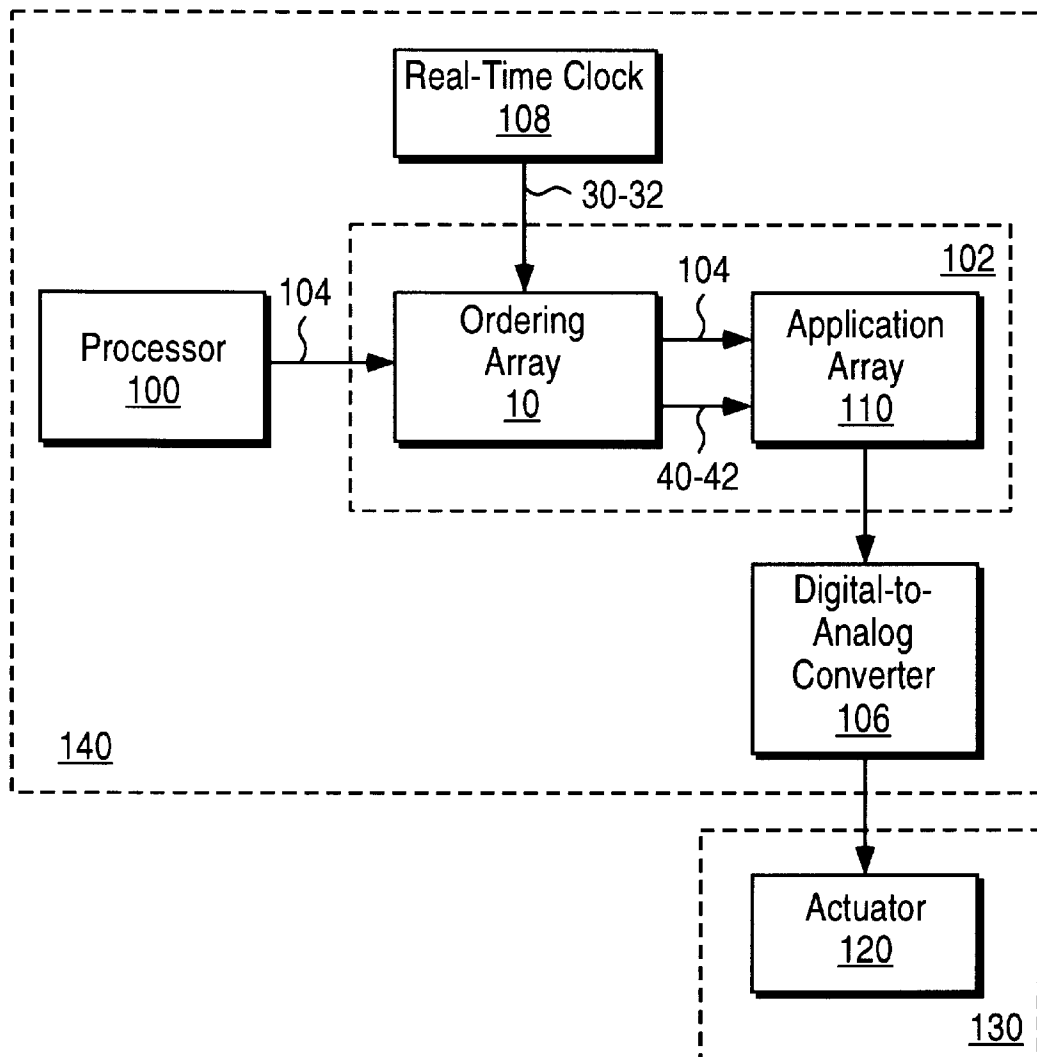 Real-Time Clock
108
30-32
102
104
104
Processor
100
Ordering
Array
10
Application
Array
110
40-42
Digital-to-
Analog
Converter
106
140
Actuator
120
130